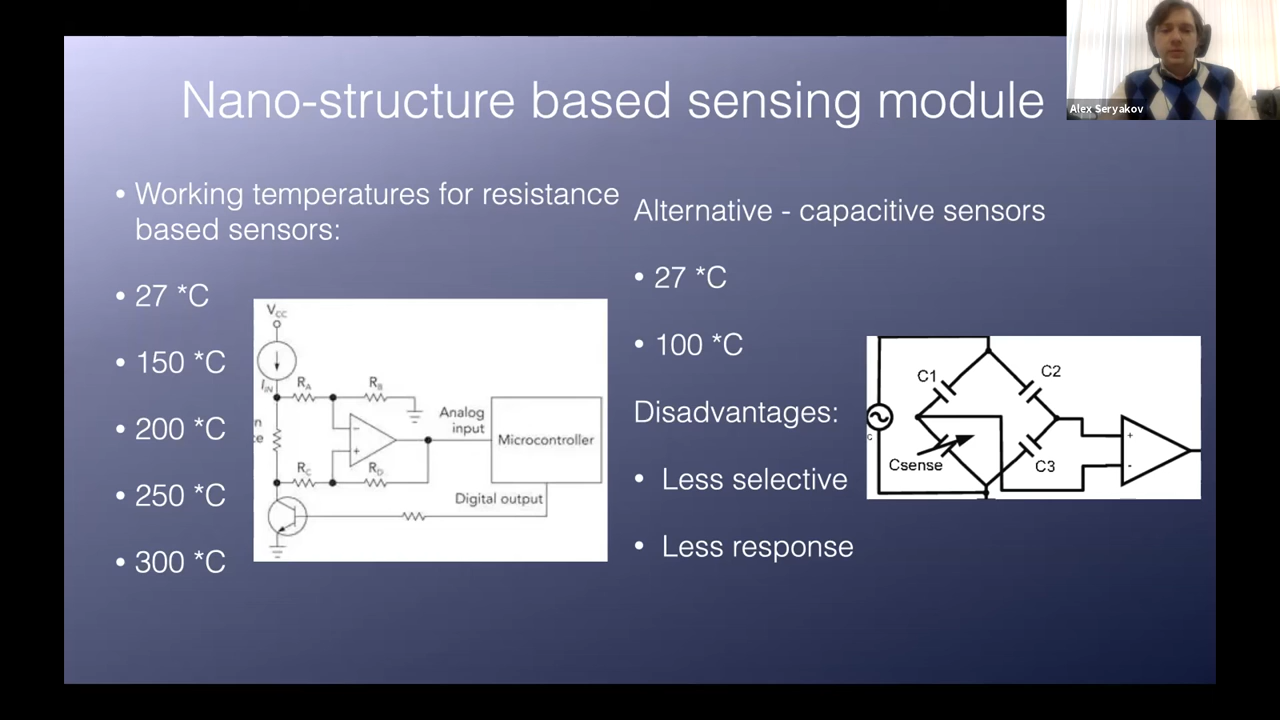 Nano-structure based sensing module
Alex Seryakov
• Working temperatures for resistance
based sensors:
• 27 *C
• 150 *C
• 200 *C
• 250 *C
• 300 *C
VCC
IIN
RA
RB
RC
RD
Analog
input
Microcontroller
Digital output
Alternative - capacitive sensors
• 27 *C
• 100 *C
Disadvantages:
• Less selective
• Less response
C1
C2
Csense
C3
+
-